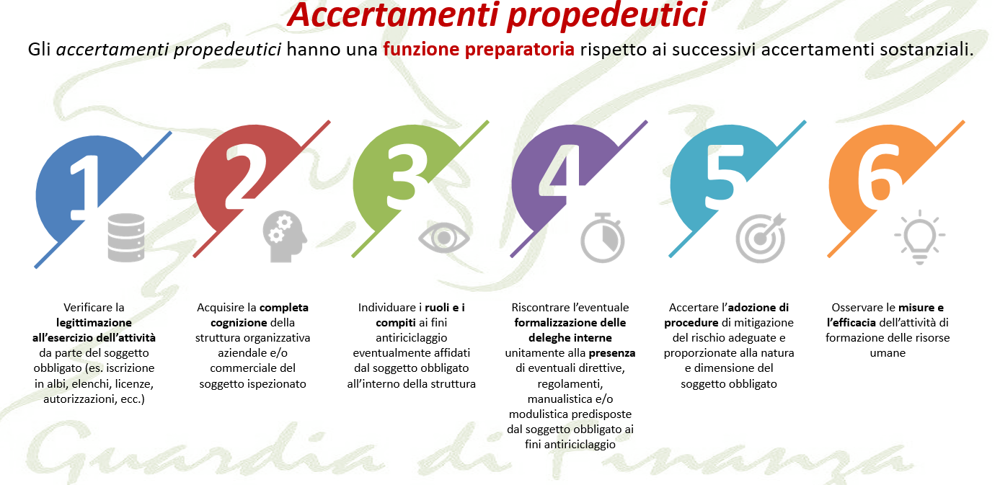 Accertamenti propedeutici
Gli accertamenti propedeutici hanno una funzione preparatoria rispetto ai successivi accertamenti sostanziali.
1
2
3
4
5
6
Verificare la
legittimazione
all'esercizio dell'attività
da parte del soggetto
obbligato (es. iscrizione
in albi, elenchi, licenze,
autorizzazioni, ecc.)
Acquisire la completa
cognizione della
struttura organizzativa
aziendale e/o
commerciale del
soggetto ispezionato
Individuare i ruoli e i
compiti ai fini
antiriciclaggio
eventualmente affidati
dal soggetto obbligato
all'interno della struttura
Riscontrare l'eventuale
formalizzazione delle
deleghe interne
unitamente alla presenza
di eventuali direttive,
regolamenti,
manualistica e/o
modulistica predisposte
dal soggetto obbligato ai
fini antiriciclaggio
Accertare l'adozione di
procedure di mitigazione
del rischio adeguate e
proporzionate alla natura
e dimensione del
soggetto obbligato
Osservare le misure e
l'efficacia dell'attività di
formazione delle risorse
umane
Guardia di Finanza